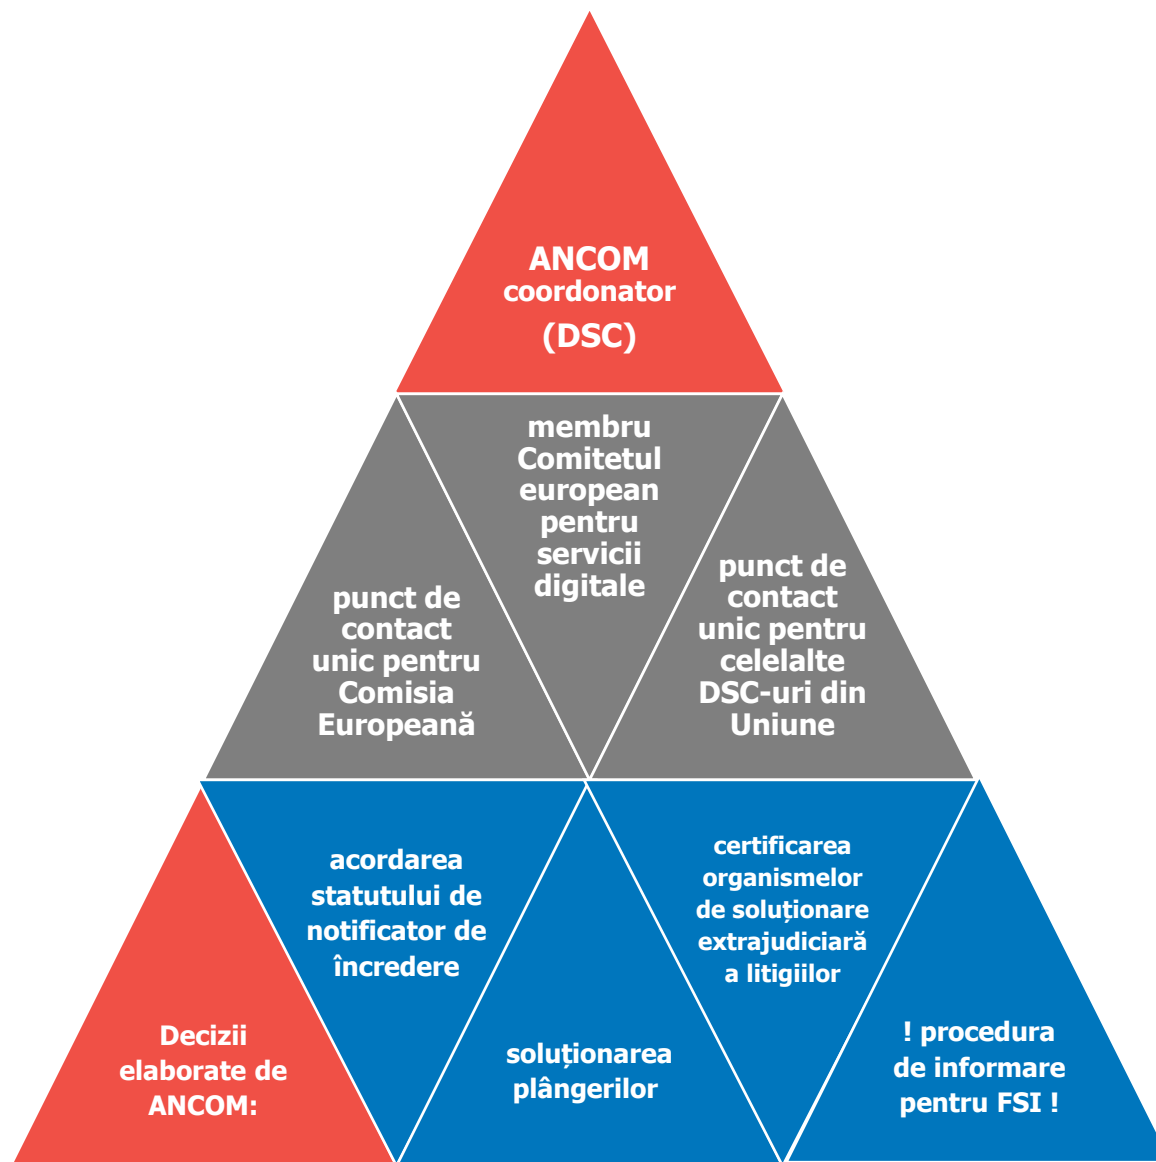 ANCOM
coordonator
(DSC)
membru
Comitetul
european
pentru
servicii
digitale
punct de
contact
unic pentru
Comisia
Europeană
punct de
contact
unic pentru
celelalte
DSC-uri din
Uniune
Decizii
elaborate de
ANCOM:
acordarea
statutului de
notificator de
încredere
soluționarea
plângerilor
certificarea
organismelor
de soluționare
extrajudiciară
a litigiilor
! procedura
de informare
pentru FSI !